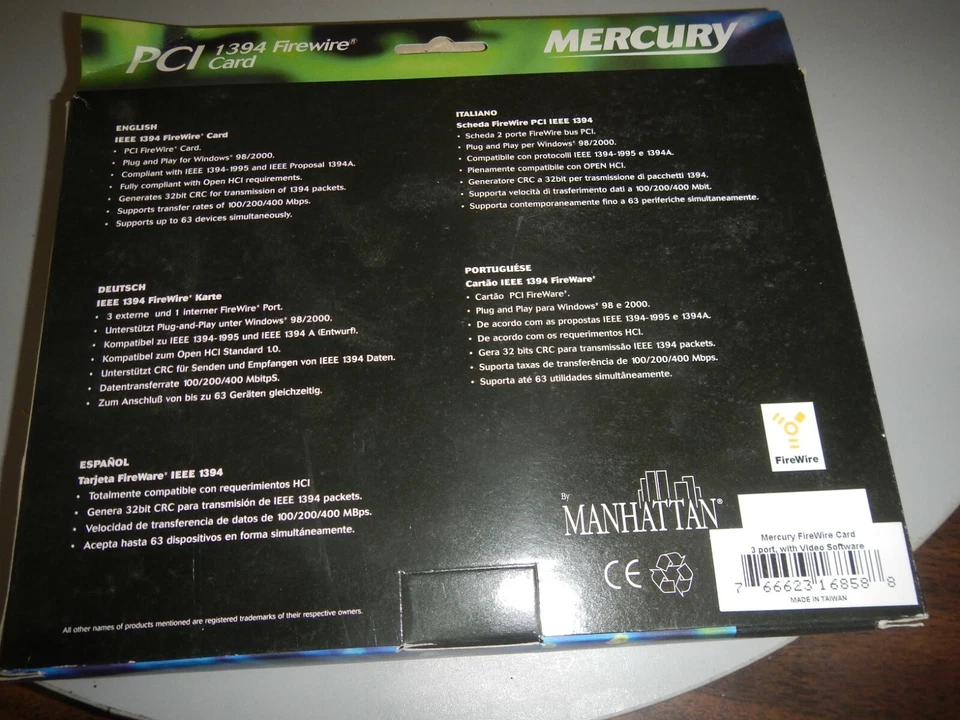 PCI 1394 Firewire®
Card
MERCURY
ENGLISH
IEEE 1394 FireWire® Card
• PCI FireWire® Card.
• Plug and Play for Windows® 98/2000.
• Compliant with IEEE 1394-1995 and IEEE Proposal 1394A.
• Fully compliant with Open HCI requirements.
• Generates 32bit CRC for transmission of 1394 packets.
• Supports transfer rates of 100/200/400 Mbps.
• Supports up to 63 devices simultaneously.
ITALIANO
Scheda FireWire PCI IEEE 1394
• Scheda 2 porte FireWire bus PCI.
• Plug and Play per Windows® 98/2000.
• Compatibile con protocolli IEEE 1394-1995 e 1394A.
• Pienamente compatibile con OPEN HCI.
• Generatore CRC a 32bit per trasmissione di pacchetti 1394.
• Supporta velocità di trasferimento dati a 100/200/400 Mbit.
• Supporta contemporaneamente fino a 63 periferiche simultaneamente.
DEUTSCH
IEEE 1394 FireWire® Karte
• 3 externe und 1 interner FireWire® Port.
• Unterstützt Plug-and-Play unter Windows® 98/2000.
• Kompatibel zu IEEE 1394-1995 und IEEE 1394 A (Entwurf).
• Kompatibel zum Open HCI Standard 1.0.
• Unterstützt CRC für Senden und Empfangen von IEEE 1394 Daten.
• Datentransferrate 100/200/400 MbitpS.
• Zum Anschluß von bis zu 63 Geräten gleichzeitig.
PORTUGUÉSE
Cartão IEEE 1394 FireWare®
• Cartão PCI FireWare®.
• Plug and Play para Windows® 98 e 2000.
• De acordo com as propostas IEEE 1394-1995 e 1394A.
• De acordo com os requerimentos HCI.
• Gera 32 bits CRC para transmissão IEEE 1394 packets.
• Suporta taxas de transferência de 100/200/400 Mbps.
• Suporta até 63 utilidades simultâneamente.
ESPAÑOL
Tarjeta FireWare® IEEE 1394
• Totalmente compatible con requerimientos HCI
• Genera 32bit CRC para transmisión de IEEE 1394 packets.
• Velocidad de transferencia de datos de 100/200/400 MBps.
• Acepta hasta 63 dispositivos en forma simultáneamente.
FireWire
By
MANHATTAN®
CE
Mercury FireWire Card
3 port, with Video Software
7 66623 16858 8
MADE IN TAIWAN
All other names of products mentioned are registered trademarks of their respective owners.